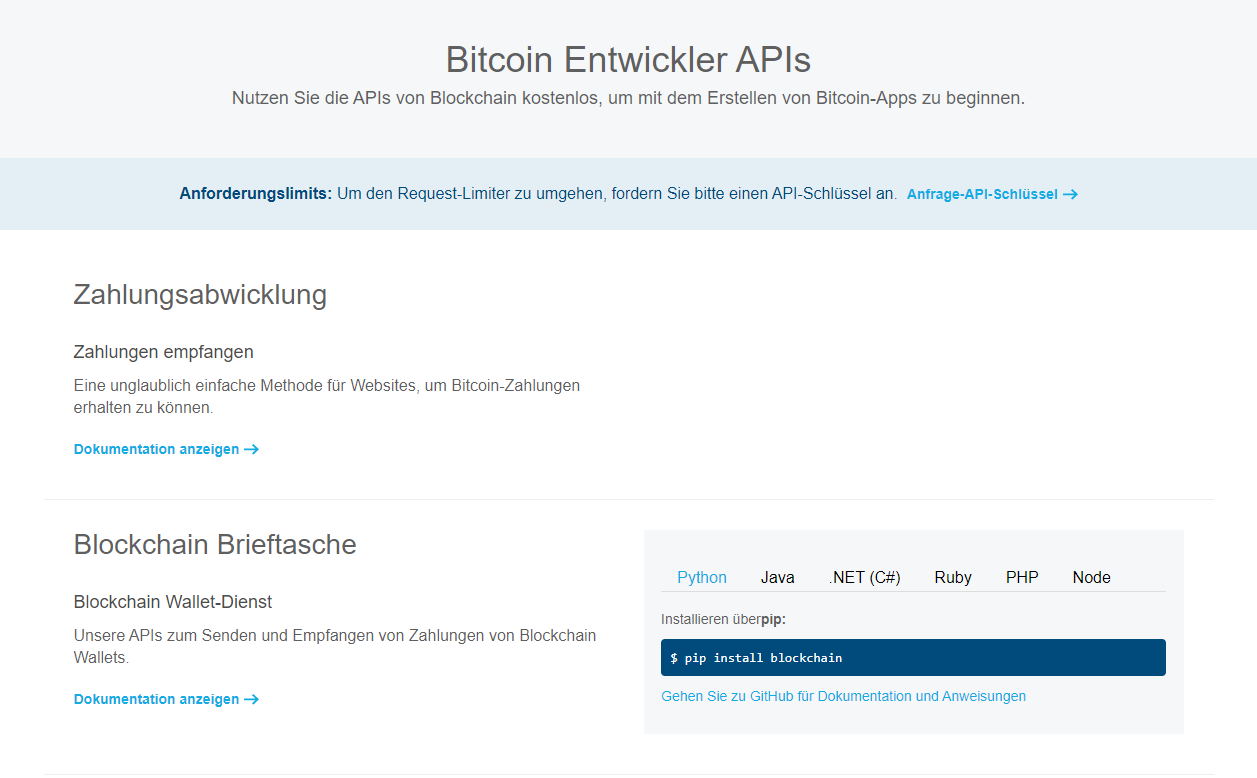 Bitcoin Entwickler APIs
Nutzen Sie die APIs von Blockchain kostenlos, um mit dem Erstellen von Bitcoin-Apps zu beginnen.
Anforderungslimits: Um den Request-Limiter zu umgehen, fordern Sie bitte einen API-Schlüssel an. Anfrage-API-Schlüssel →
Zahlungsabwicklung
Zahlungen empfangen
Eine unglaublich einfache Methode für Websites, um Bitcoin-Zahlungen
erhalten zu können.
Dokumentation anzeigen →
Blockchain Brieftasche
Blockchain Wallet-Dienst
Unsere APIs zum Senden und Empfangen von Zahlungen von Blockchain
Wallets.
Dokumentation anzeigen →
Python Java .NET (C#) Ruby PHP Node
Installieren überpip:
$ pip install blockchain
Gehen Sie zu GitHub für Dokumentation und Anweisungen